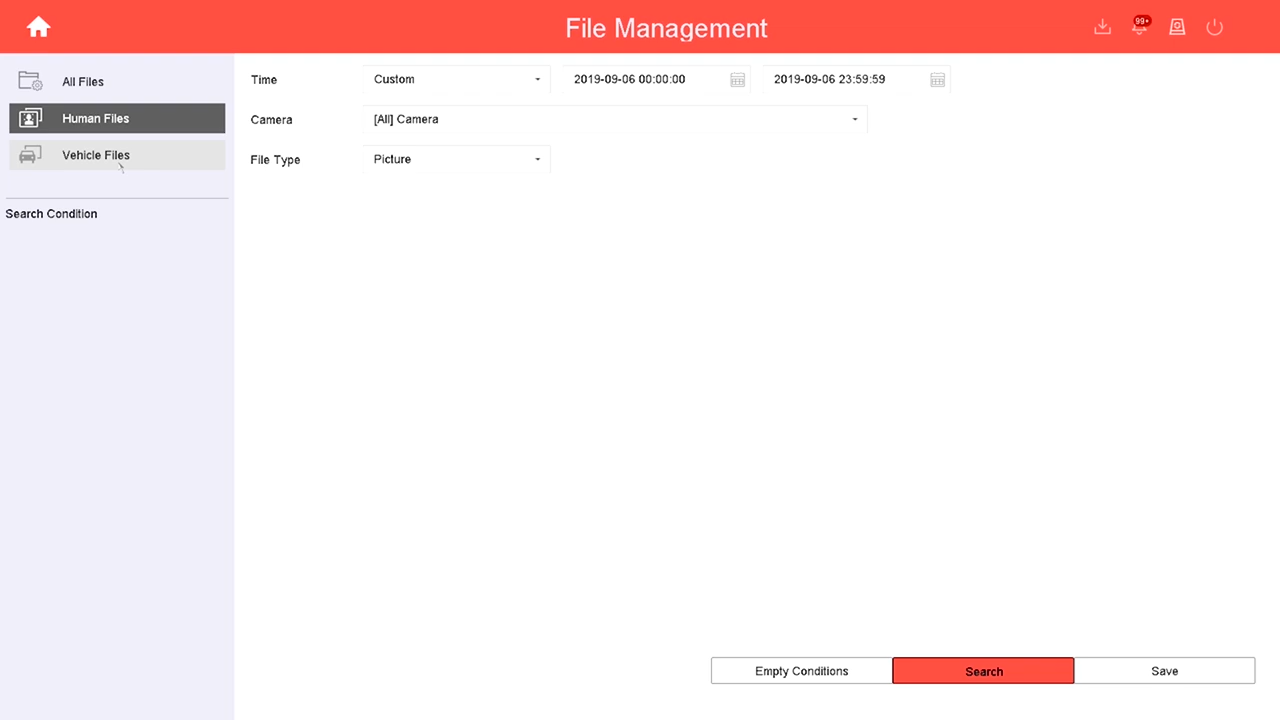 File Management
99+
All Files
Human Files
Vehicle Files
Search Condition
Time Custom 2019-09-06 00:00:00 2019-09-06 23:59:59
Camera [All] Camera
File Type Picture
Empty Conditions Search Save